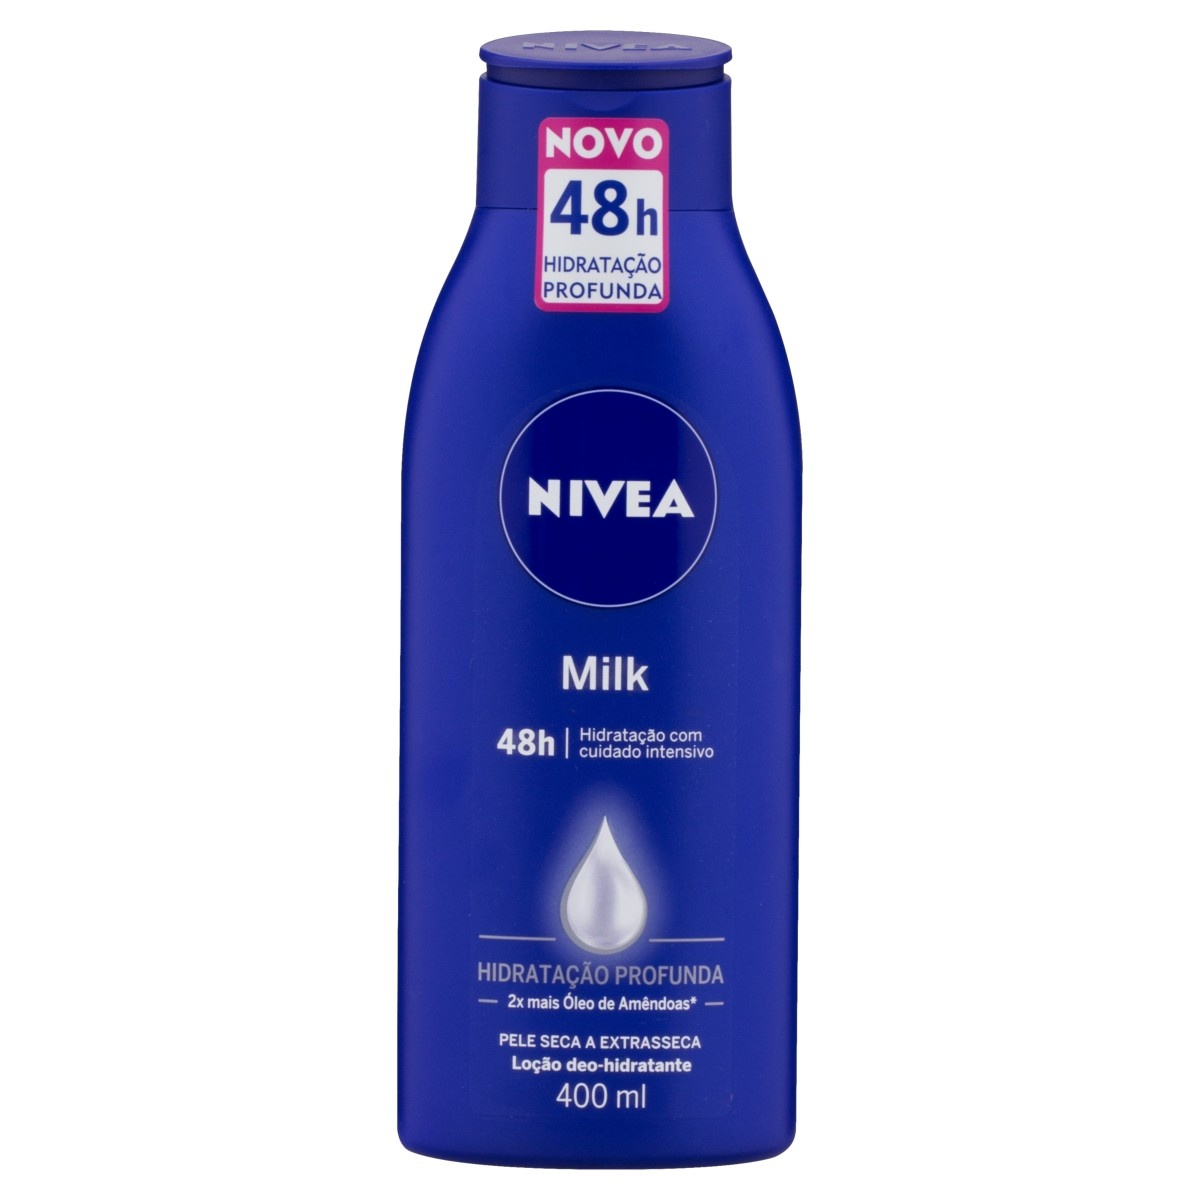 NIVEA
NOVO
48h
HIDRATAÇÃO
PROFUNDA
NIVEA
Milk
48h | Hidratação com
cuidado intensivo
HIDRATAÇÃO PROFUNDA
2x mais Óleo de Amêndoas*
PELE SECA A EXTRASSECA
Loção deo-hidratante
400 ml